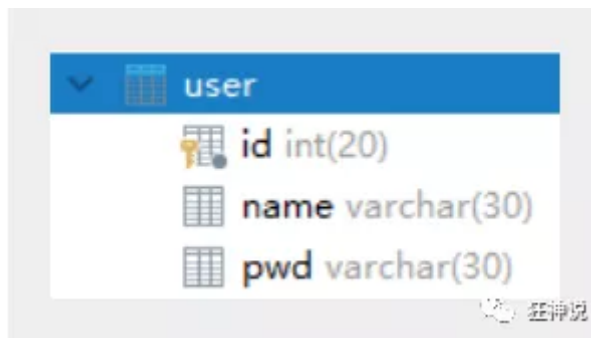 user
id int(20)
name varchar(30)
pwd varchar(30)
狂神说